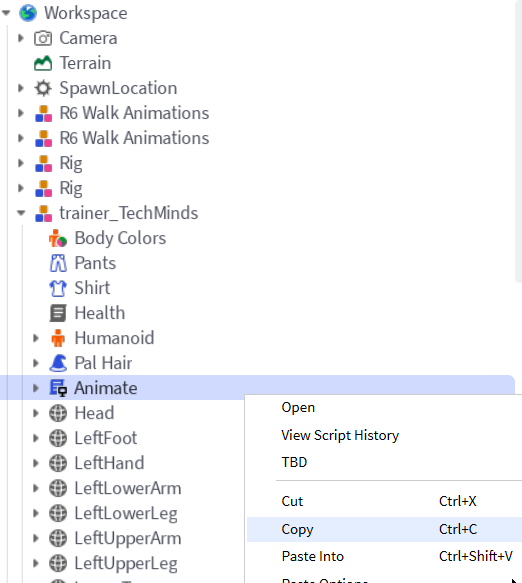 Workspace
Camera
Terrain
SpawnLocation
R6 Walk Animations
R6 Walk Animations
Rig
Rig
trainer_TechMinds
Body Colors
Pants
Shirt
Health
Humanoid
Pal Hair
Animate
Head
LeftFoot
LeftHand
LeftLowerArm
LeftLowerLeg
LeftUpperArm
LeftUpperLeg
Open
View Script History
TBD
Cut Ctrl+X
Copy Ctrl+C
Paste Into Ctrl+Shift+V